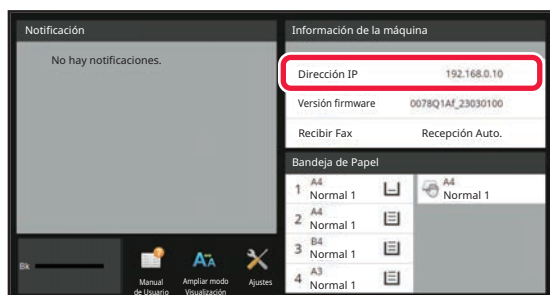 Notificación
No hay notificaciones.
Información de la máquina
Dirección IP 192.168.0.10
Versión firmware 0078Q1Af_23030100
Recibir Fax Recepción Auto.
Bandeja de Papel
1 A4
Normal 1
A4
Normal 1
2 A4
Normal 1
3 B4
Normal 1
4 A3
Normal 1
Bk
Manual
de Usuario
Ampliar modo
Visualización
Ajustes